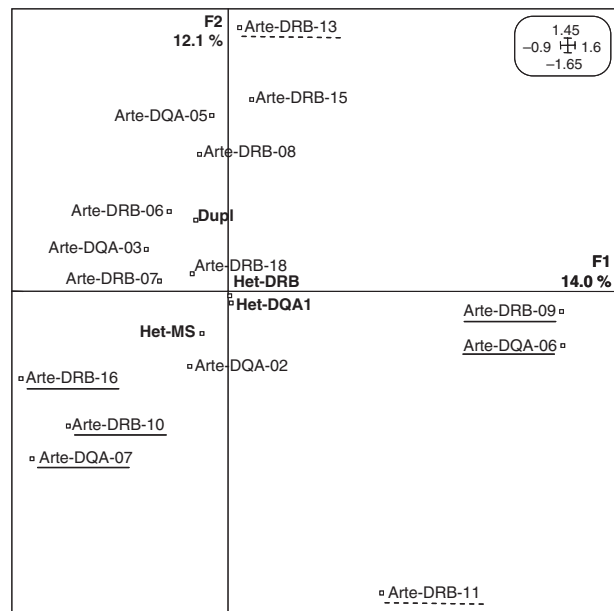 F2
12.1 %
Arte-DRB-13
1.45
−0.9 1.6
−1.65
Arte-DRB-15
Arte-DQA-05
Arte-DRB-08
Arte-DRB-06
Dupl
Arte-DQA-03
Arte-DRB-18
Arte-DRB-07
Het-DRB
F1
14.0 %
Het-DQA1
Arte-DRB-09
Het-MS
Arte-DQA-06
Arte-DQA-02
Arte-DRB-16
Arte-DRB-10
Arte-DQA-07
Arte-DRB-11